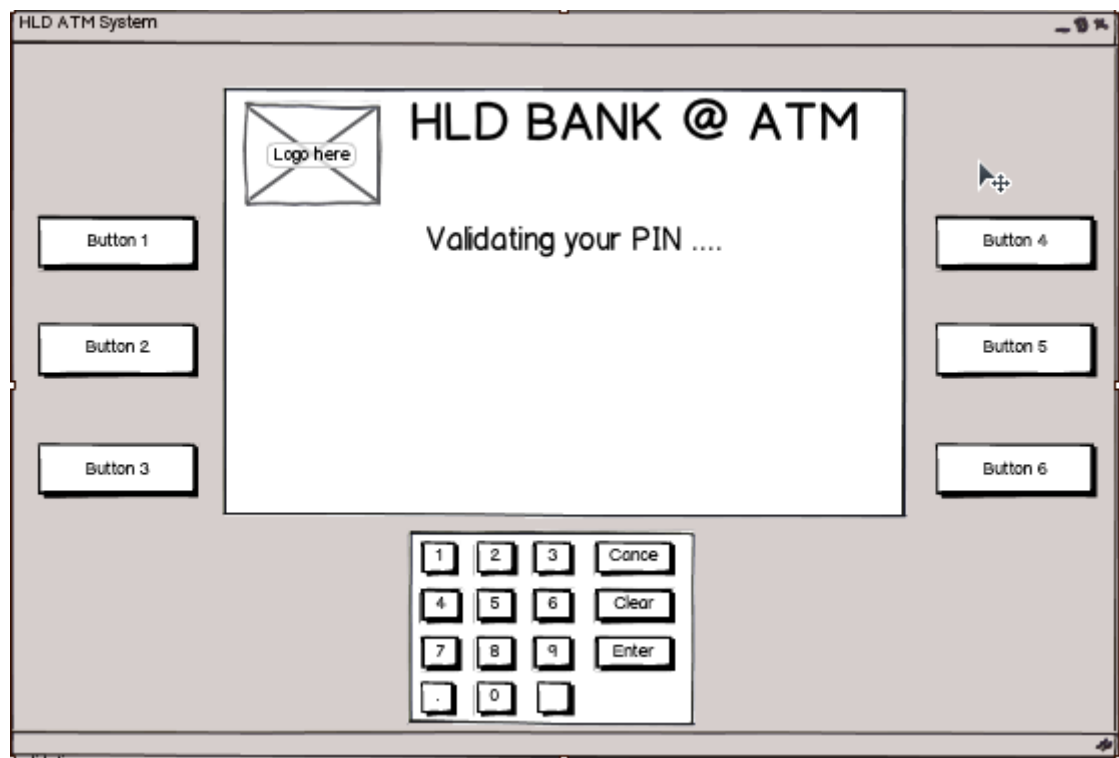 HLD ATM System
HLD BANK @ ATM
Logo here
Validating your PIN ....
Button 1
Button 4
Button 2
Button 5
Button 3
Button 6
1 2 3 Cance
4 5 6 Clear
7 8 9 Enter
. 0